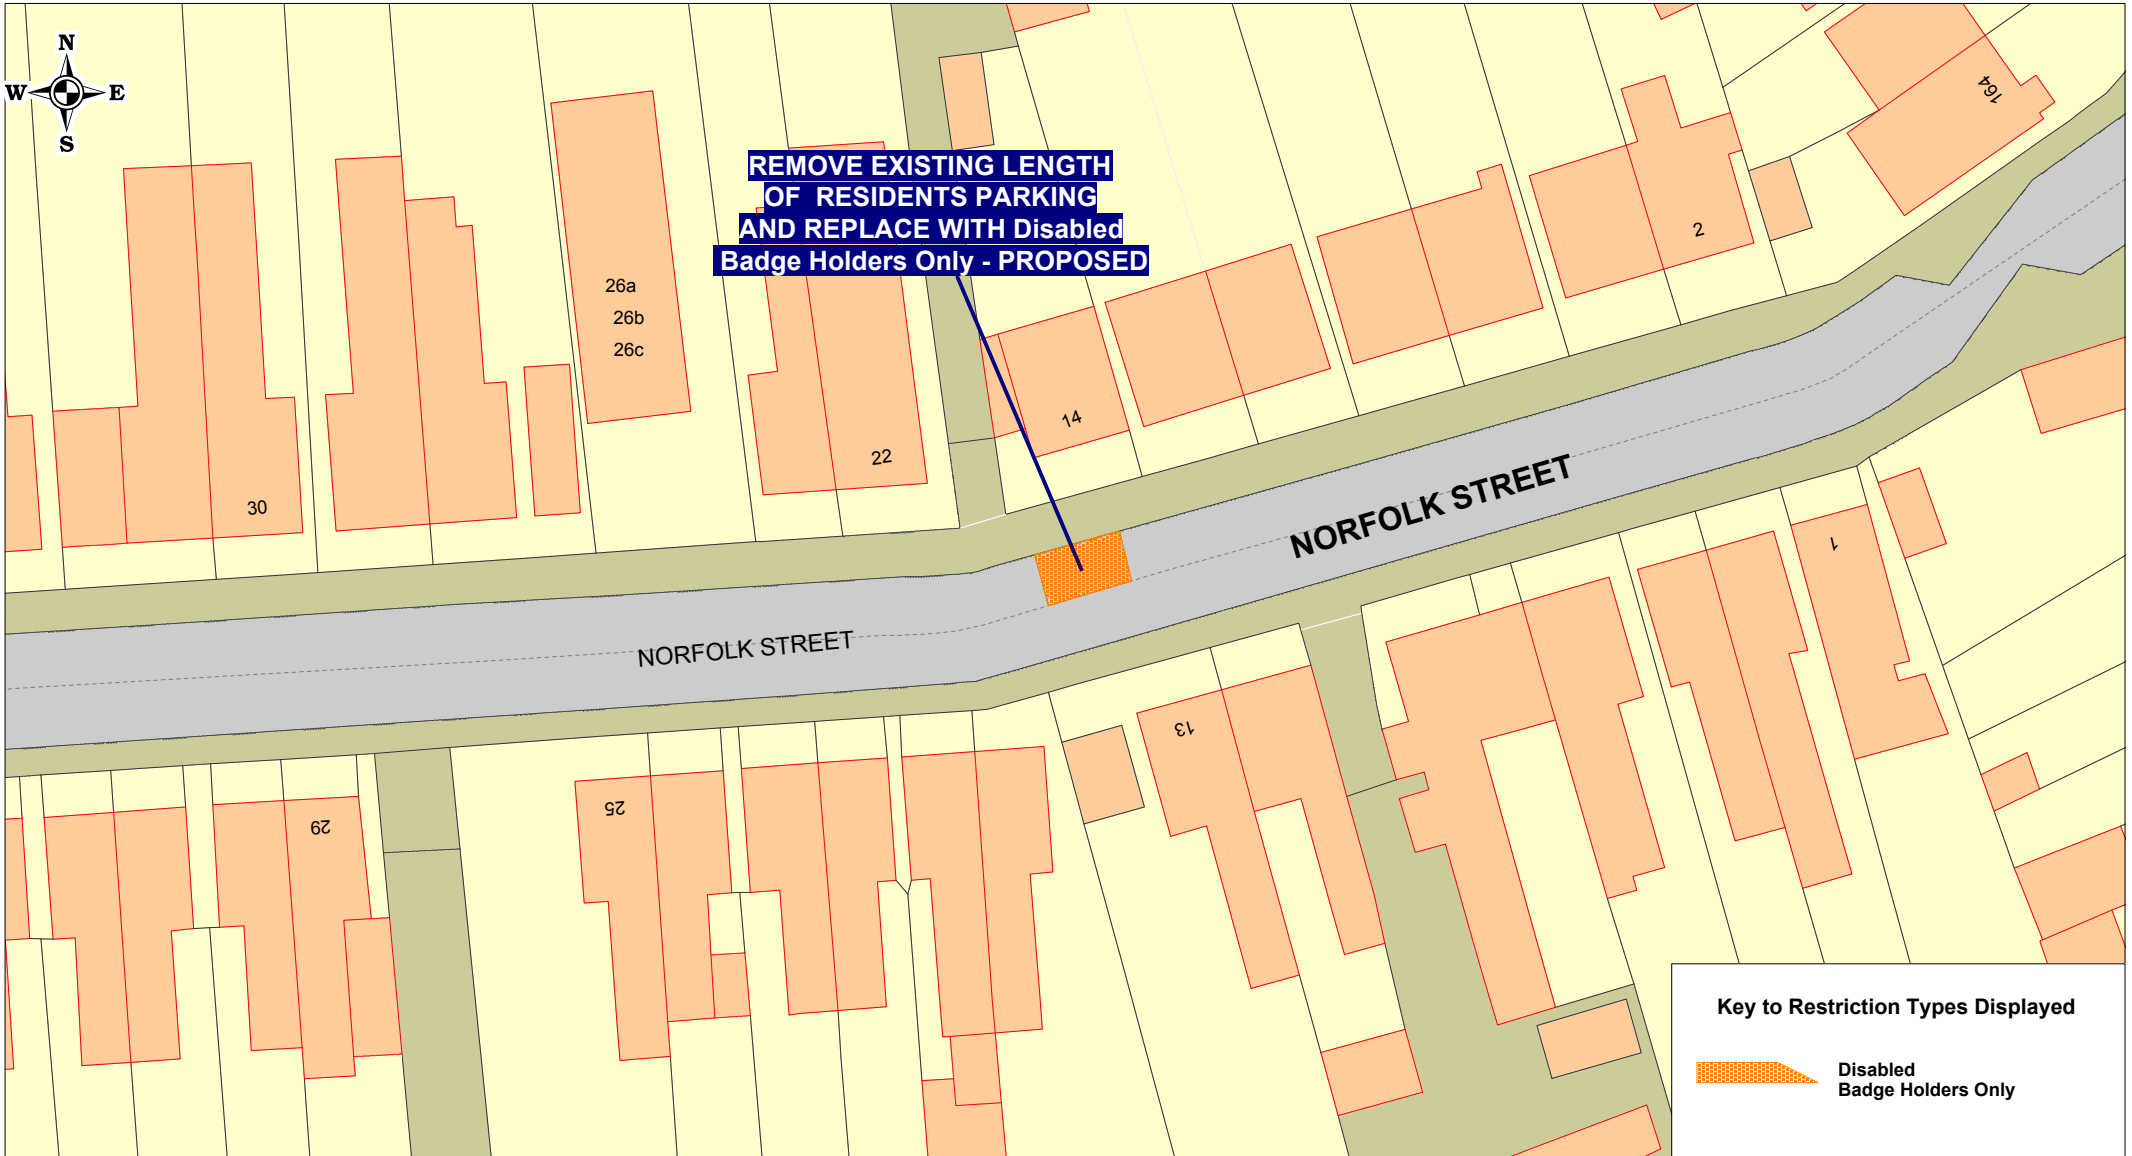 N
W E
S
REMOVE EXISTING LENGTH
OF RESIDENTS PARKING
AND REPLACE WITH Disabled
Badge Holders Only - PROPOSED
164
2
26a
26b
26c
14
22
30
NORFOLK STREET
NORFOLK STREET
1
13
25
29
Key to Restriction Types Displayed
Disabled
Badge Holders Only